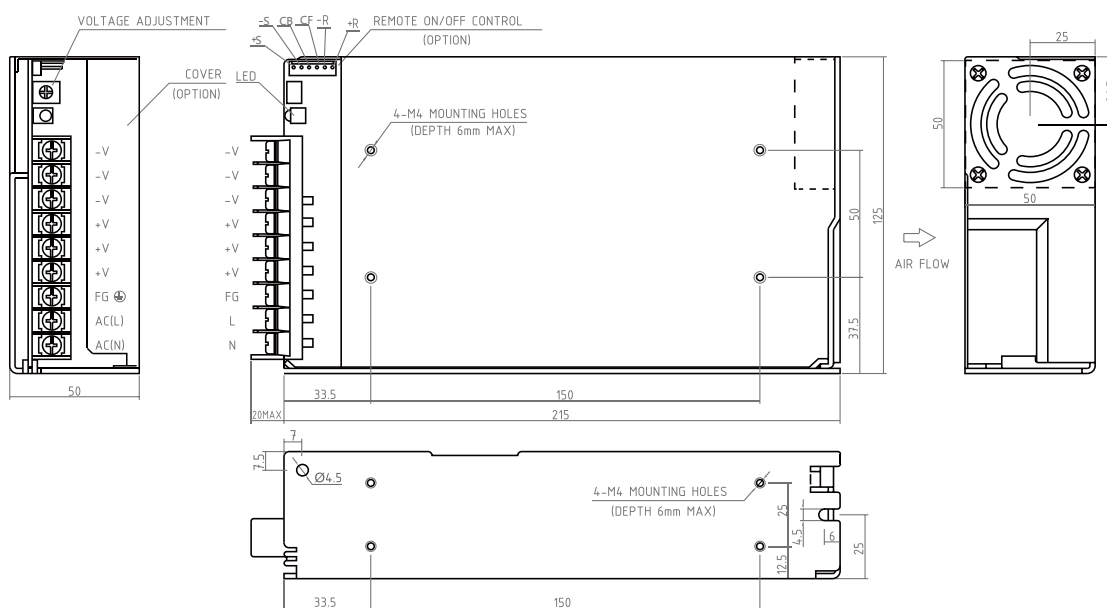 VOLTAGE ADJUSTMENT
COVER
(OPTION)
-V
-V
-V
+V
+V
+V
FG
AC(L)
AC(N)
50
-S CB CF -R
+S
+R
REMOTE ON/OFF CONTROL
(OPTION)
LED
4-M4 MOUNTING HOLES
(DEPTH 6mm MAX)
-V
-V
-V
+V
+V
+V
FG
L
N
50
125
37.5
33.5
150
20MAX
215
AIR FLOW
25
50
50
7
7.5
Ø4.5
4-M4 MOUNTING HOLES
(DEPTH 6mm MAX)
25
4.5
6
12.5
25
33.5
150